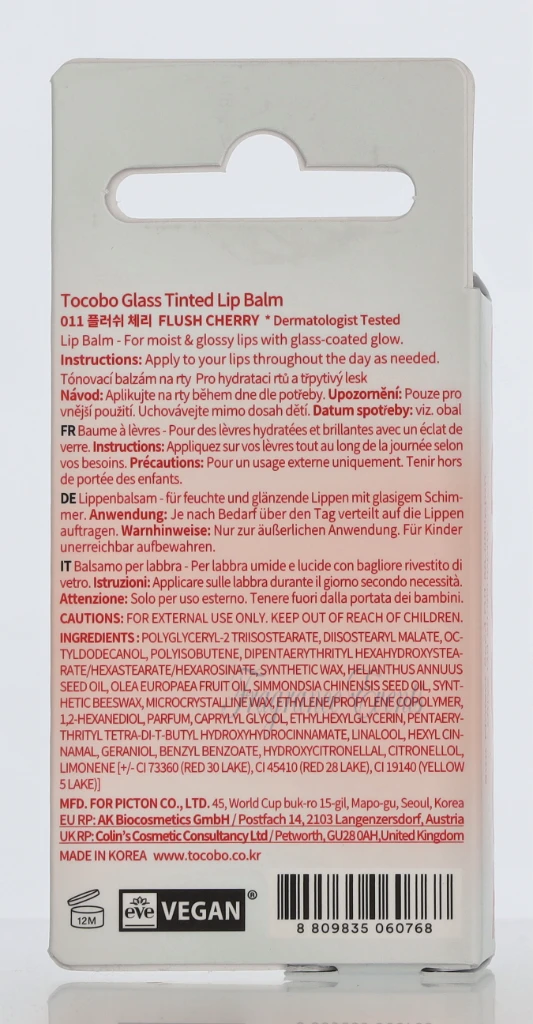 Tocobo Glass Tinted Lip Balm
011 플러쉬 체리 FLUSH CHERRY * Dermatologist Tested
Lip Balm - For moist & glossy lips with glass-coated glow.
Instructions: Apply to your lips throughout the day as needed.
Tónovací balzám na rty Pro hydrataci rtů a třpytivý lesk
Návod: Aplikujte na rty během dne dle potřeby. Upozornění: Pouze pro
vnější použití. Uchovávejte mimo dosah dětí. Datum spotřeby: viz. obal
FR Baume à lèvres - Pour des lèvres hydratées et brillantes avec un éclat de
verre. Instructions: Appliquez sur vos lèvres tout au long de la journée selon
vos besoins. Précautions: Pour un usage externe uniquement. Tenir hors
de portée des enfants.
DE Lippenbalsam - für feuchte und glänzende Lippen mit glasigem Schim-
mer. Anwendung: Je nach Bedarf über den Tag verteilt auf die Lippen
auftragen. Warnhinweise: Nur zur äußerlichen Anwendung. Für Kinder
unerreichbar aufbewahren.
IT Balsamo per labbra - Per labbra umide e lucide con bagliore rivestito di
vetro. Istruzioni: Applicare sulle labbra durante il giorno secondo necessità.
Attenzione: Solo per uso esterno. Tenere fuori dalla portata dei bambini.
CAUTIONS: FOR EXTERNAL USE ONLY. KEEP OUT OF REACH OF CHILDREN.
INGREDIENTS : POLYGLYCERYL-2 TRIISOSTEARATE, DIISOSTEARYL MALATE, OC-
TYLDODECANOL, POLYISOBUTENE, DIPENTAERYTHRITYL HEXAHYDROXYSTEA-
RATE/HEXASTEARATE/HEXAROSINATE, SYNTHETIC WAX, HELIANTHUS ANNUUS
SEED OIL, OLEA EUROPAEA FRUIT OIL, SIMMONDSIA CHINENSIS SEED OIL, SYNT-
HETIC BEESWAX, MICROCRYSTALLINE WAX, ETHYLENE/PROPYLENE COPOLYMER,
1,2-HEXANEDIOL, PARFUM, CAPRYLYL GLYCOL, ETHYLHEXYLGLYCERIN, PENTAERY-
THRITYL TETRA-DI-T-BUTYL HYDROXYHYDROCINNAMATE, LINALOOL, HEXYL CIN-
NAMAL, GERANIOL, BENZYL BENZOATE, HYDROXYCITRONELLAL, CITRONELLOL,
LIMONENE [+/- CI 73360 (RED 30 LAKE), CI 45410 (RED 28 LAKE), CI 19140 (YELLOW
5 LAKE)]
MFD. FOR PICTON CO., LTD. 45, World Cup buk-ro 15-gil, Mapo-gu, Seoul, Korea
EU RP: AK Biocosmetics GmbH / Postfach 14, 2103 Langenzersdorf, Austria
UK RP: Colin's Cosmetic Consultancy Ltd / Petworth, GU28 0AH, United Kingdom
MADE IN KOREA www.tocobo.co.kr
12M
eve VEGAN ®
8 809835 060768